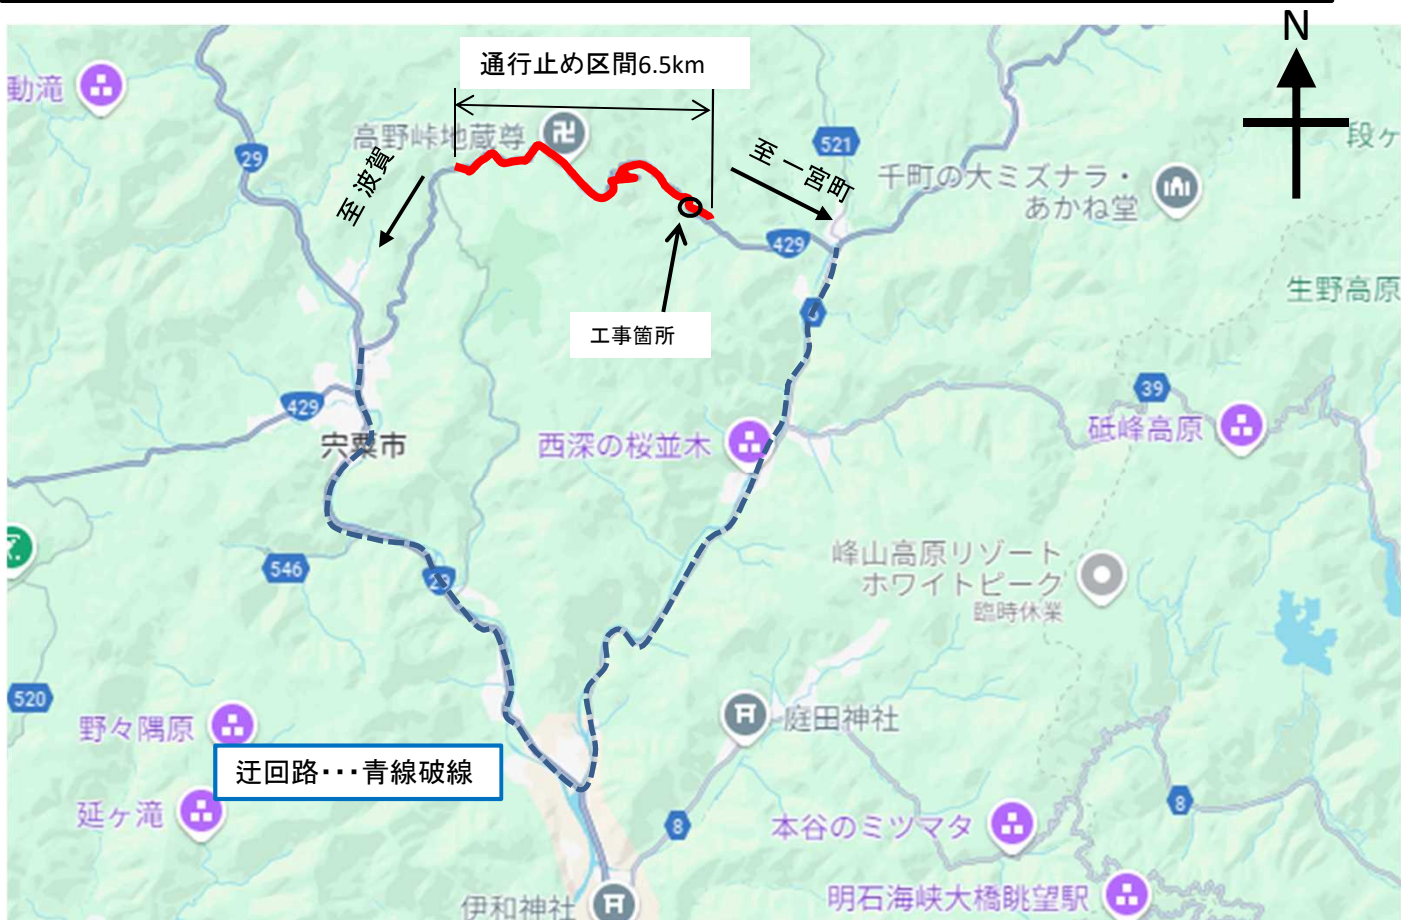 N
通行止め区間6.5km
動滝
高野峠地蔵尊
29
至 波賀
至 一宮町
521
段ヶ
千町の大ミズナラ・
あかね堂
429
生野高原
工事箇所
39
429
宍粟市
西深の桜並木
砥峰高原
峰山高原リゾート
ホワイトピーク
臨時休業
546
29
520
野々隅原
庭田神社
迂回路・・・青線破線
延ヶ滝
8
8
本谷のミツマタ
伊和神社
明石海峡大橋眺望駅